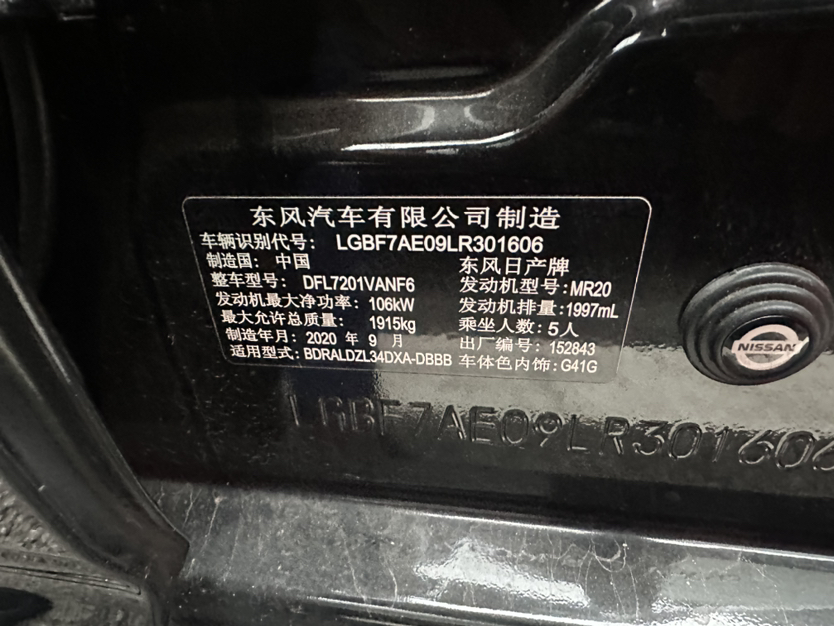 东风汽车有限公司制造
车辆识别代号： LGBF7AE09LR301606
制造国： 中国 东风日产牌
整车型号： DFL7201VANF6 发动机型号：MR20
发动机最大净功率： 106kW 发动机排量：1997mL
最大允许总质量： 1915kg 乘坐人数：5人
制造年月：2020 年 9 月 出厂编号：152843
适用型式：BDRALDZL34DXA-DBBB 车体色内饰：G41G
NISSAN
LGBF7AE09LR301606